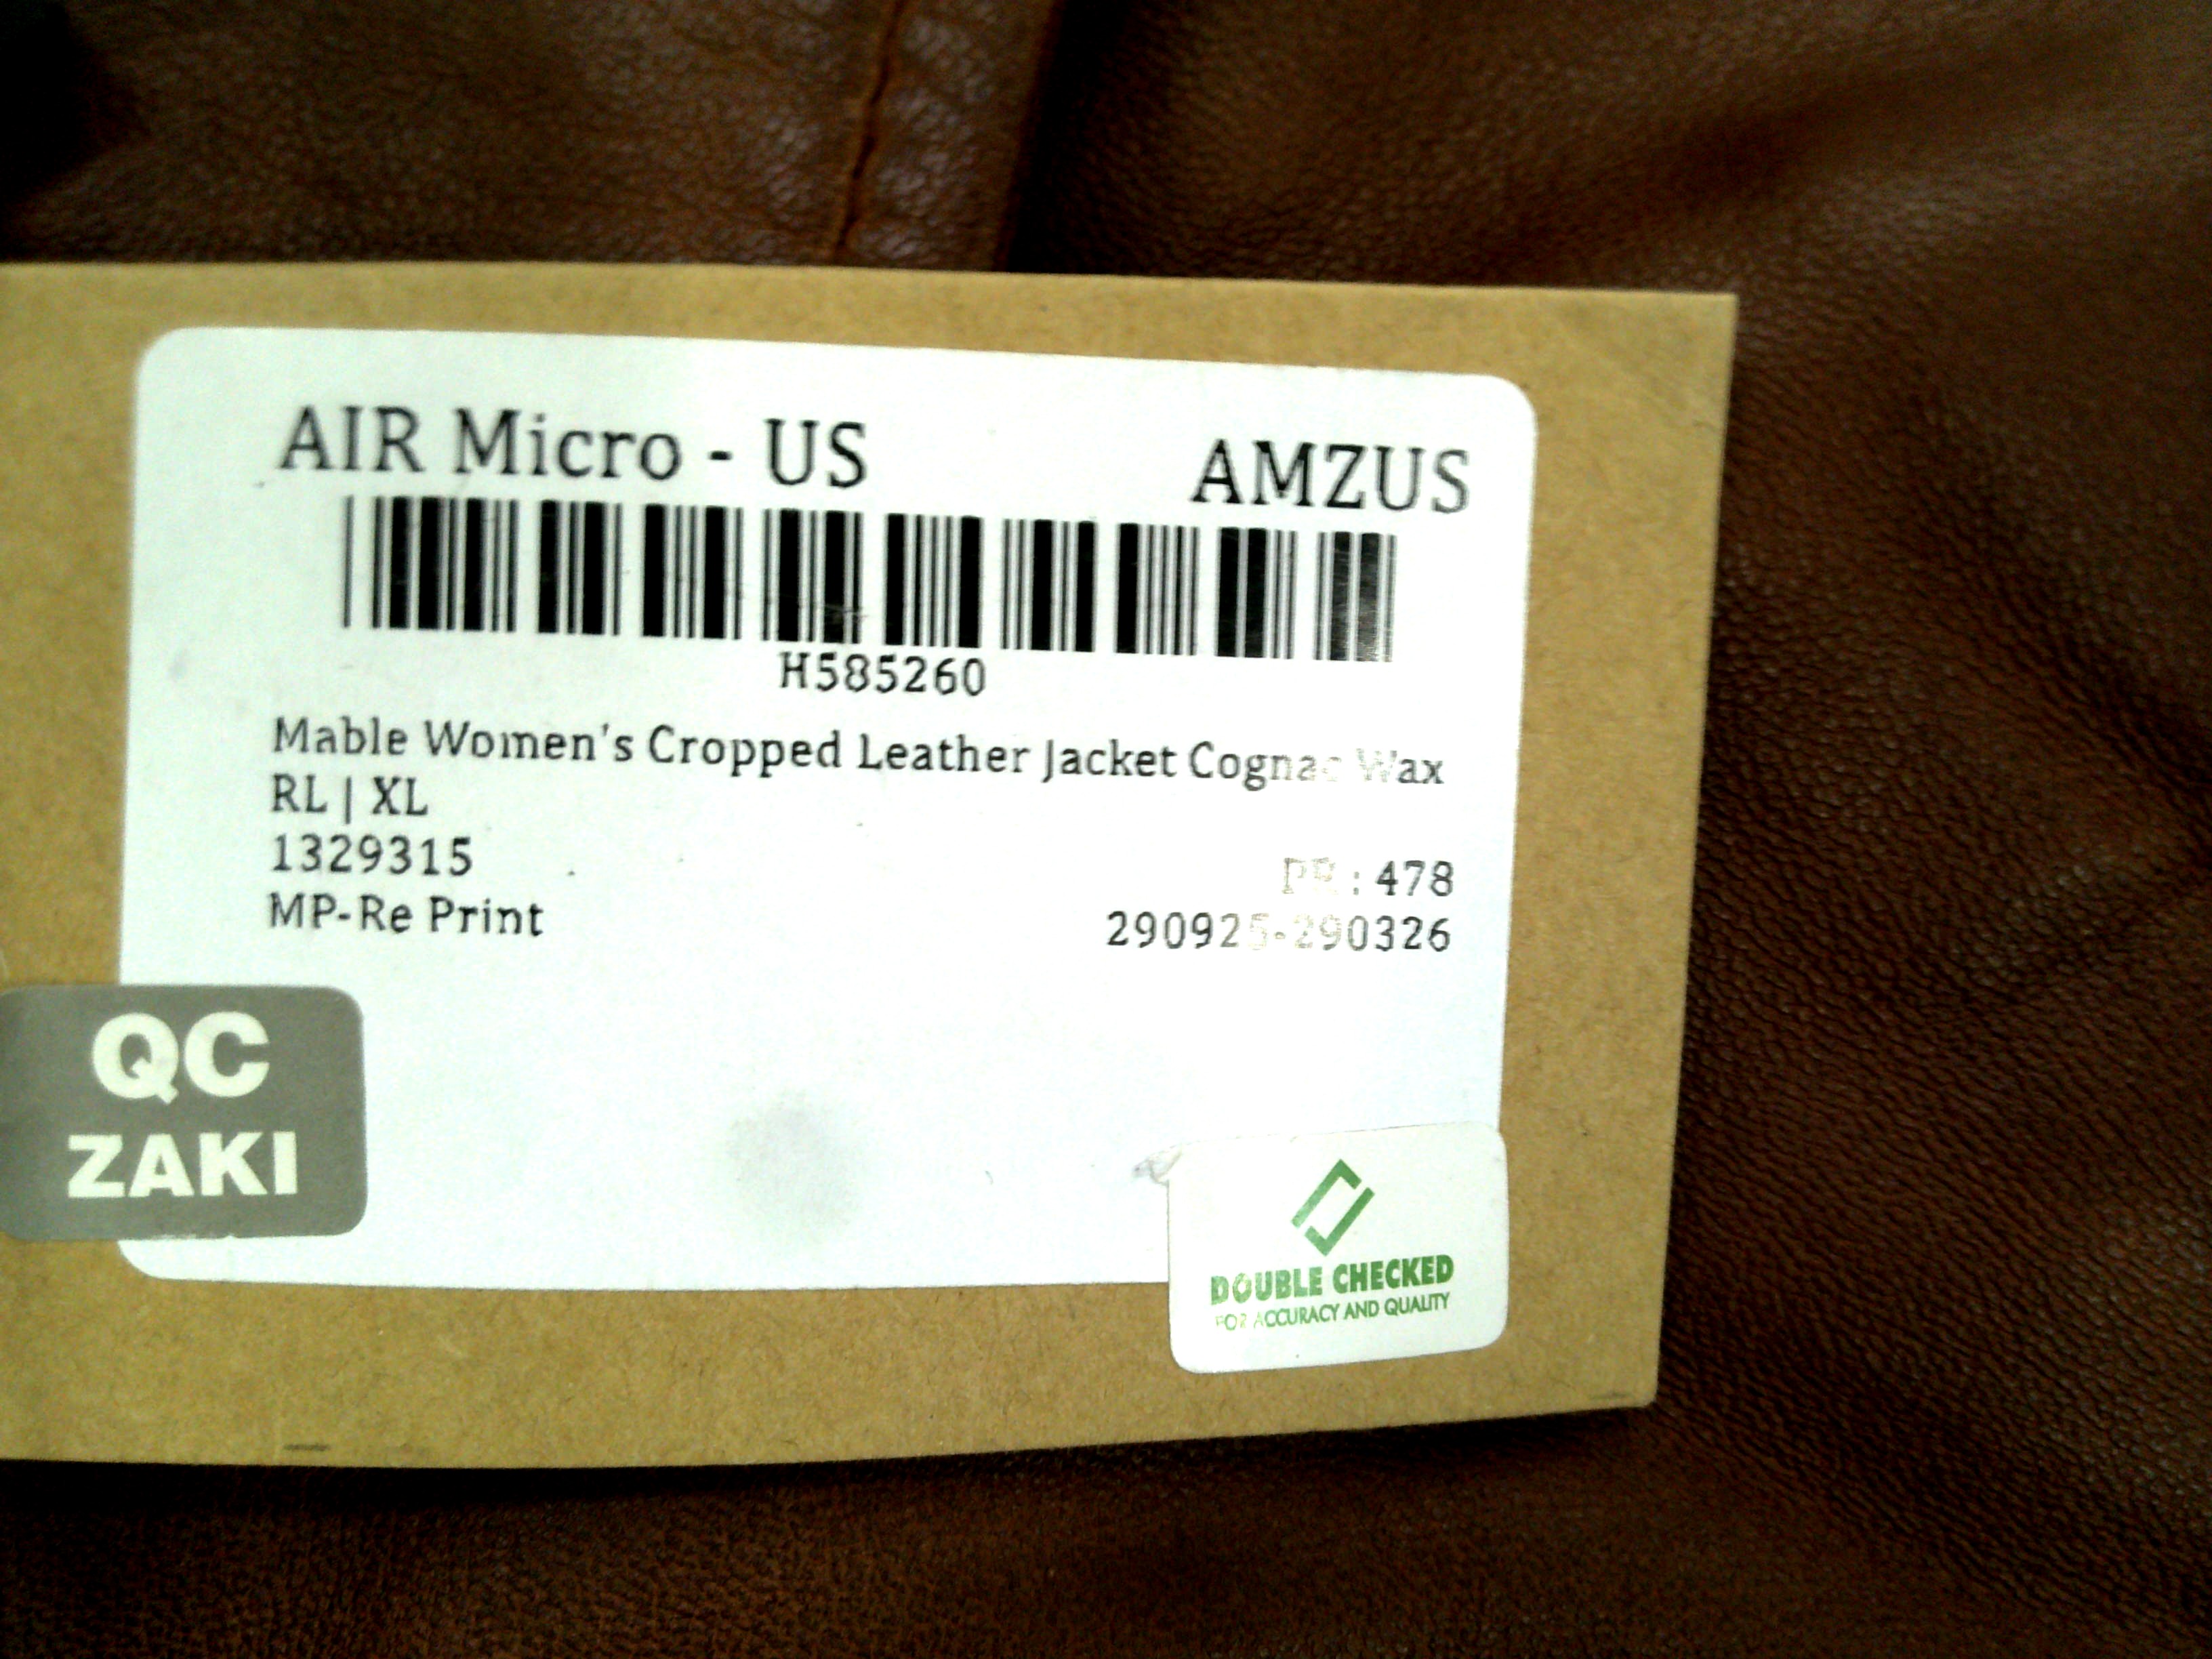 AIR Micro - US AMZUS
H585260
Mable Women's Cropped Leather Jacket Cognac Wax
RL | XL
1329315
PR : 478
MP-Re Print
290925-290326
QC
ZAKI
DOUBLE CHECKED
FOR ACCURACY AND QUALITY